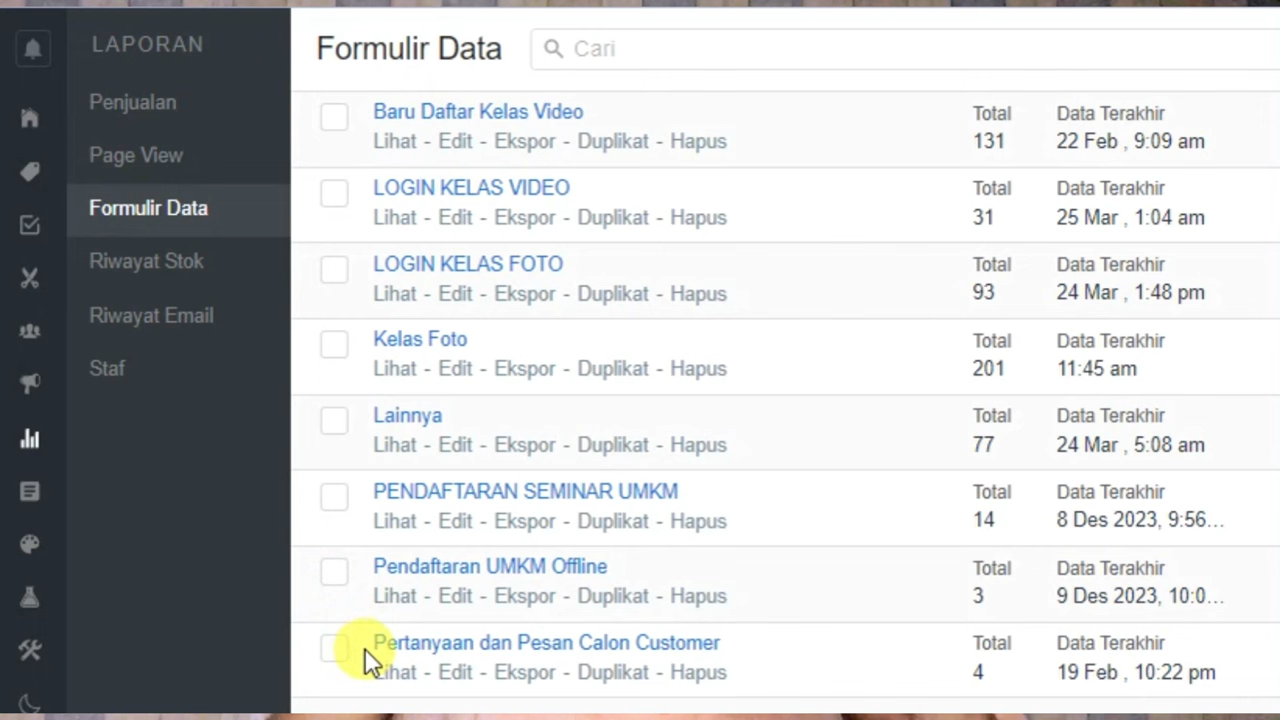 LAPORAN
Penjualan
Page View
Formulir Data
Riwayat Stok
Riwayat Email
Staf
Formulir Data
Cari
Baru Daftar Kelas Video
Lihat - Edit - Ekspor - Duplikat - Hapus
Total
131
Data Terakhir
22 Feb , 9:09 am
LOGIN KELAS VIDEO
Lihat - Edit - Ekspor - Duplikat - Hapus
Total
31
Data Terakhir
25 Mar , 1:04 am
LOGIN KELAS FOTO
Lihat - Edit - Ekspor - Duplikat - Hapus
Total
93
Data Terakhir
24 Mar , 1:48 pm
Kelas Foto
Lihat - Edit - Ekspor - Duplikat - Hapus
Total
201
Data Terakhir
11:45 am
Lainnya
Lihat - Edit - Ekspor - Duplikat - Hapus
Total
77
Data Terakhir
24 Mar , 5:08 am
PENDAFTARAN SEMINAR UMKM
Lihat - Edit - Ekspor - Duplikat - Hapus
Total
14
Data Terakhir
8 Des 2023, 9:56...
Pendaftaran UMKM Offline
Lihat - Edit - Ekspor - Duplikat - Hapus
Total
3
Data Terakhir
9 Des 2023, 10:0...
Pertanyaan dan Pesan Calon Customer
Lihat - Edit - Ekspor - Duplikat - Hapus
Total
4
Data Terakhir
19 Feb , 10:22 pm